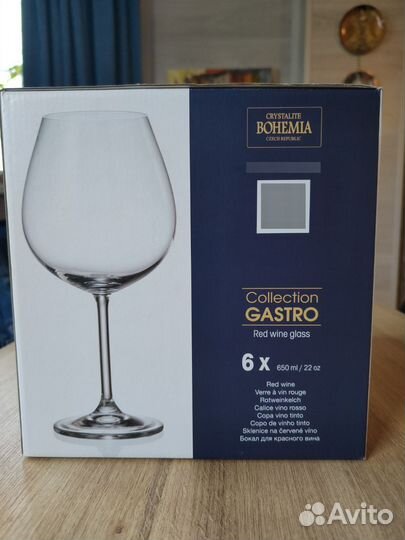 CRYSTALITE
BOHEMIA
CZECH REPUBLIC
Collection
GASTRO
Red wine glass
6 x 650 ml / 22 oz
Red wine
Verre à vin rouge
Rotweinkelch
Calice vino rosso
Copa vino tinto
Copo de vinho tinto
Sklenice na červené víno
Бокал для красного вина
Avito